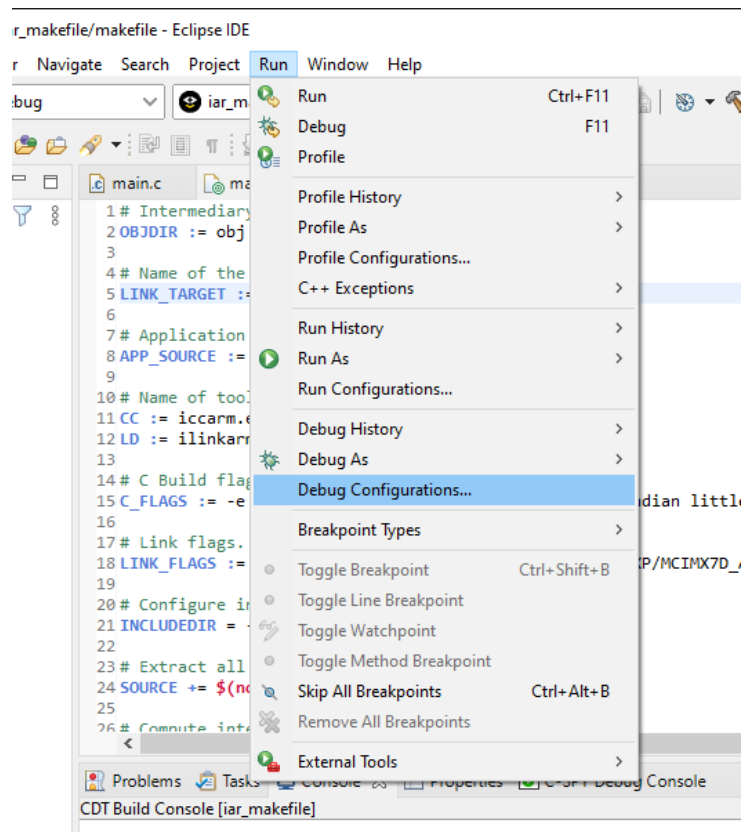 ar_makefile/makefile - Eclipse IDE
Navigate Search Project Run Window Help
Run Ctrl+F11
Debug F11
Profile
Profile History
Profile As
Profile Configurations...
C++ Exceptions
Run History
Run As
Run Configurations...
Debug History
Debug As
Debug Configurations...
Breakpoint Types
Toggle Breakpoint Ctrl+Shift+B
Toggle Line Breakpoint
Toggle Watchpoint
Toggle Method Breakpoint
Skip All Breakpoints Ctrl+Alt+B
Remove All Breakpoints
External Tools
ebug
iar_m
main.c ma
1 # Intermediary
2 OBJDIR := obj
3
4 # Name of the
5 LINK_TARGET :=
6
7 # Application
8 APP_SOURCE :=
9
10 # Name of tool
11 CC := iccarm.e
12 LD := ilinkarm
13
14 # C Build flag
15 C_FLAGS := -e dian little
16
17 # Link flags.
18 LINK_FLAGS := XP/MCIMX7D_A
19
20 # Configure in
21 INCLUDEDIR = -
22
23 # Extract all
24 SOURCE += $(no
25
26 # Compute inte
Problems Tasks Console Properties C-SPY Debug Console
CDT Build Console [iar_makefile]